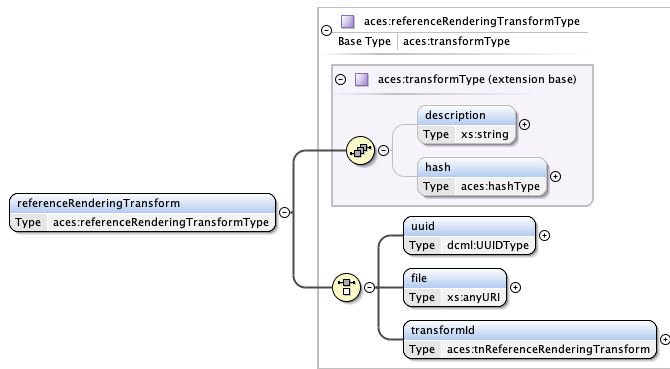 aces:referenceRenderingTransformType
Base Type aces:transformType
aces:transformType (extension base)
description
Type xs:string
hash
Type aces:hashType
referenceRenderingTransform
Type aces:referenceRenderingTransformType
uuid
Type dcml:UUIDType
file
Type xs:anyURI
transformId
Type aces:tnReferenceRenderingTransform